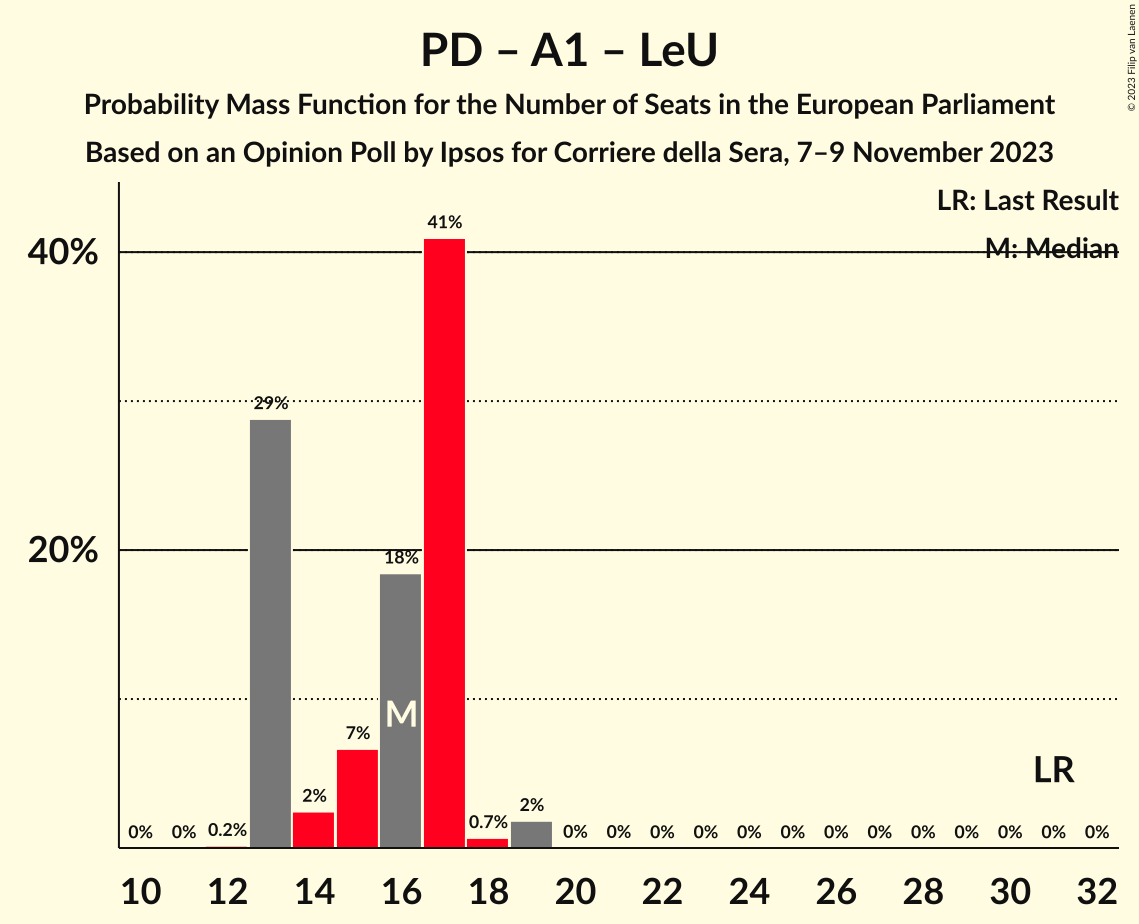 PD – A1 – LeU
Probability Mass Function for the Number of Seats in the European Parliament
Based on an Opinion Poll by Ipsos for Corriere della Sera, 7–9 November 2023
© 2023 Filip van Laenen
LR: Last Result
M: Median
40%
20%
0% 0% 0.2% 29% 2% 7% 18% 41% 0.7% 2% 0% 0% 0% 0% 0% 0% 0% 0% 0% 0% 0% 0% 0%
M
LR
10 12 14 16 18 20 22 24 26 28 30 32